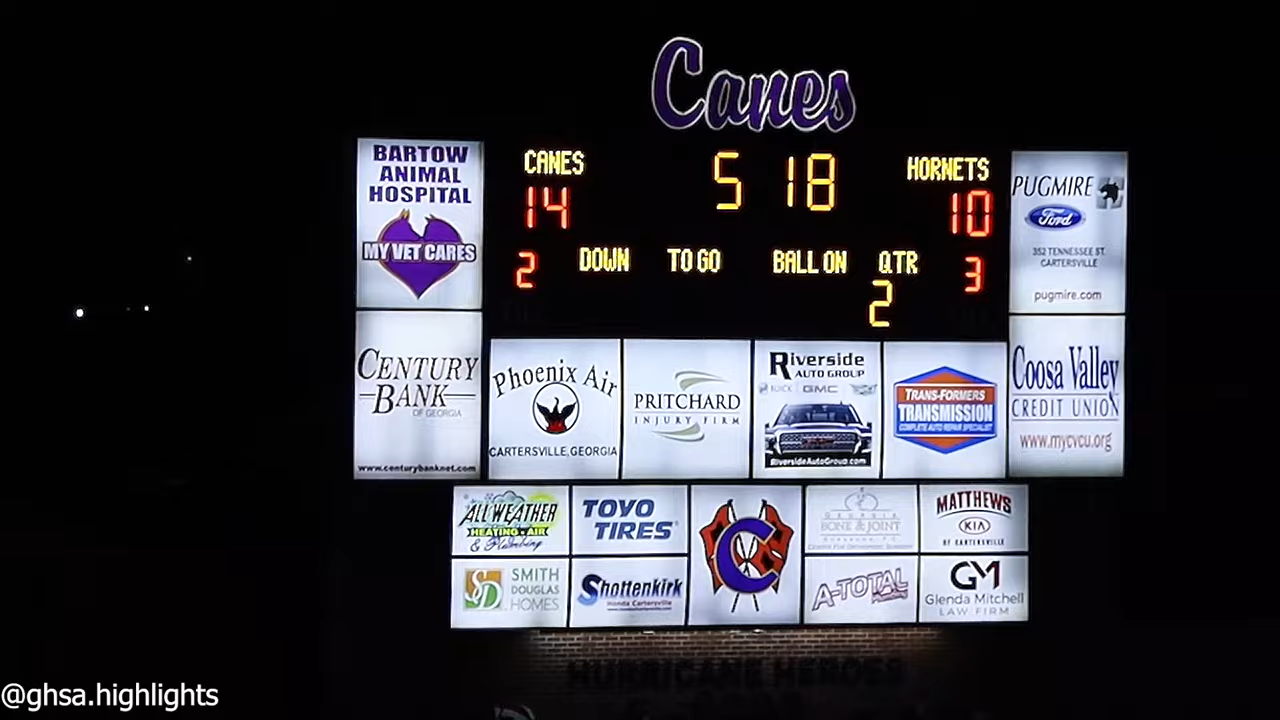 Canes
BARTOW
ANIMAL
HOSPITAL
MY VET CARES
CANES
14
5 18
HORNETS
10
2
DOWN
TO GO
BALL ON
QTR
2
3
PUGMIRE
Ford
352 TENNESSEE ST.
CARTERSVILLE
pugmire.com
CENTURY
BANK
OF GEORGIA
www.centurybanknet.com
Phoenix Air
CARTERSVILLE, GEORGIA
PRITCHARD
INJURY FIRM
Riverside
AUTO GROUP
BUICK GMC
RiversideAutoGroup.com
TRANS-FORMERS
TRANSMISSION
COMPLETE AUTO REPAIR SPECIALIST
Coosa Valley
CREDIT UNION
www.mycvcu.org
ALL WEATHER
HEATING & AIR
& Plumbing
TOYO
TIRES
C
GEORGIA
BONE & JOINT
MATTHEWS
KIA
OF CARTERSVILLE
SD
SMITH
DOUGLAS
HOMES
Shottenkirk
Honda Cartersville
A-TOTAL
GM
Glenda Mitchell
LAW FIRM
HURRICANE HEROES
@ghsa.highlights